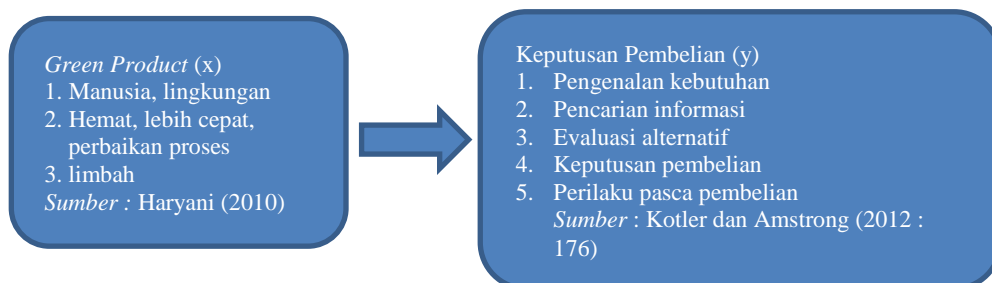 Green Product (x)
1. Manusia, lingkungan
2. Hemat, lebih cepat,
perbaikan proses
3. limbah
Sumber : Haryani (2010)
Keputusan Pembelian (y)
1. Pengenalan kebutuhan
2. Pencarian informasi
3. Evaluasi alternatif
4. Keputusan pembelian
5. Perilaku pasca pembelian
Sumber : Kotler dan Amstrong (2012 :
176)